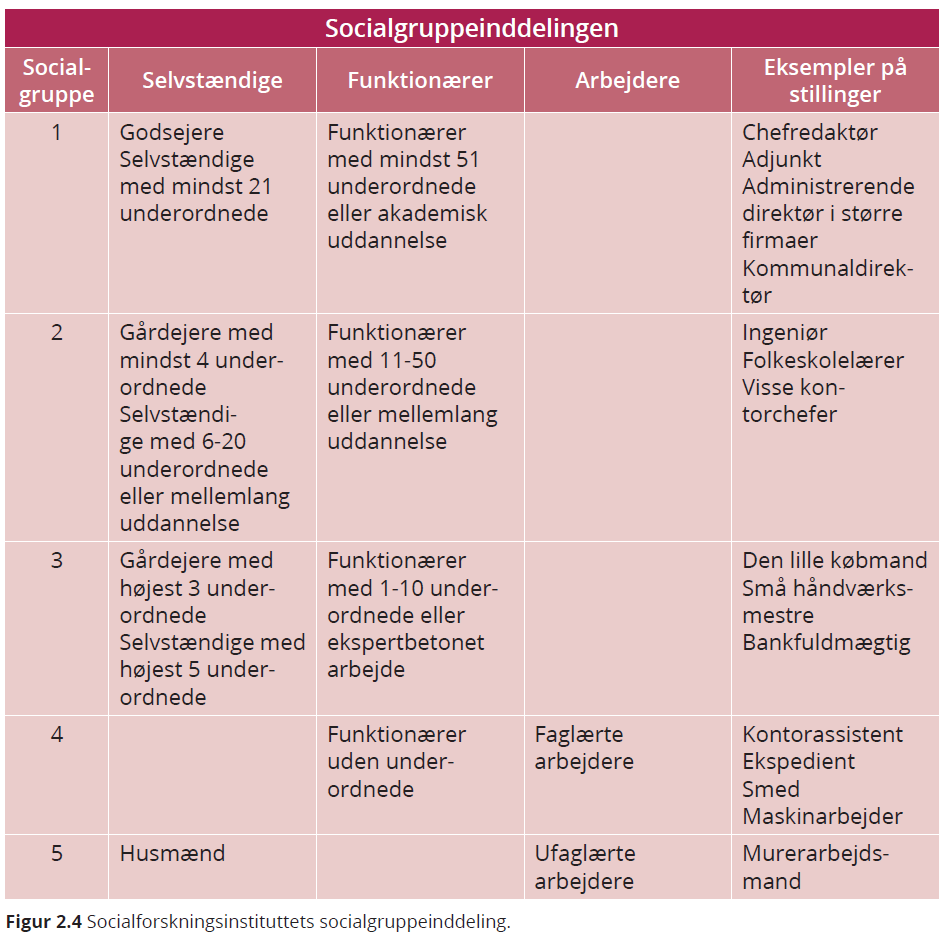 Socialgruppeinddelingen
Social-
gruppe
Selvstændige
Funktionærer
Arbejdere
Eksempler på
stillinger
1
Godsejere
Selvstændige
med mindst 21
underordnede
Funktionærer
med mindst 51
underordnede
eller akademisk
uddannelse
Chefredaktør
Adjunkt
Administrerende
direktør i større
firmaer
Kommunaldirek-
tør
2
Gårdejere med
mindst 4 under-
ordnede
Selvstændi-
ge med 6-20
underordnede
eller mellemlang
uddannelse
Funktionærer
med 11-50
underordnede
eller mellemlang
uddannelse
Ingeniør
Folkeskolelærer
Visse kon-
torchefer
3
Gårdejere med
højest 3 under-
ordnede
Selvstændige med
højest 5 under-
ordnede
Funktionærer
med 1-10 under-
ordnede eller
ekspertbetonet
arbejde
Den lille købmand
Små håndværks-
mestre
Bankfuldmægtig
4
Funktionærer
uden under-
ordnede
Faglærte
arbejdere
Kontorassistent
Ekspedient
Smed
Maskinarbejder
5
Husmænd
Ufaglærte
arbejdere
Murerarbejds-
mand
Figur 2.4 Socialforskningsinstituttets socialgruppeinddeling.